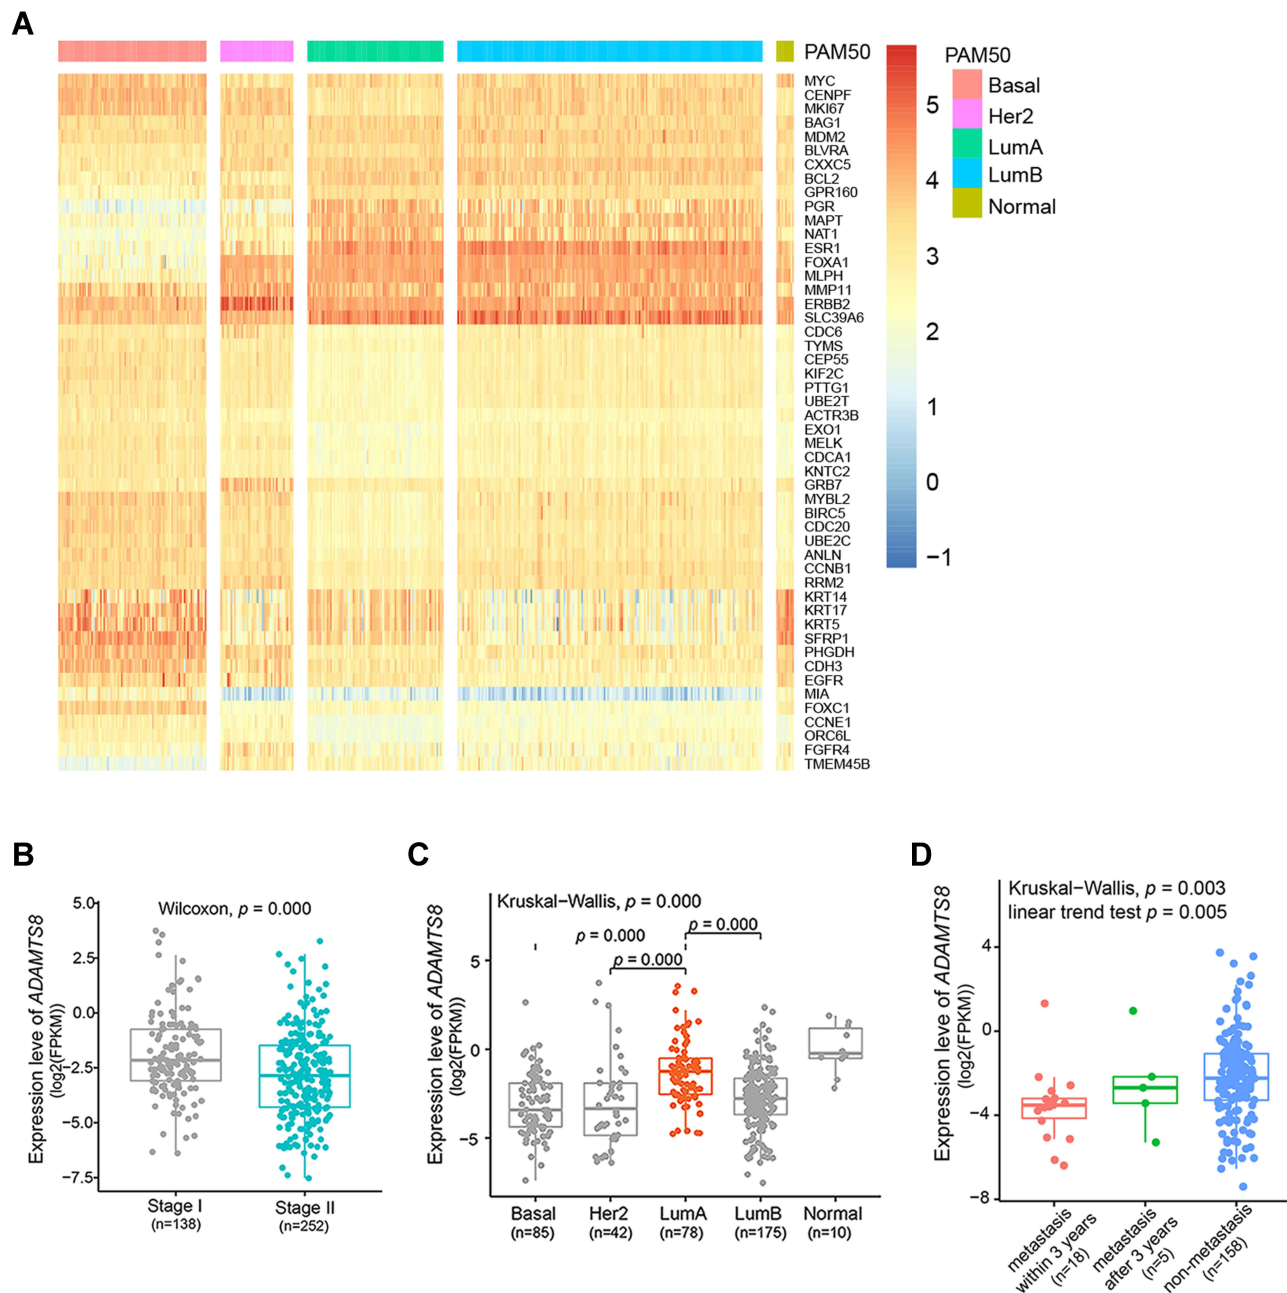 A
PAM50
MYC
CENPF
MKI67
BAG1
MDM2
BLVRA
CXXC5
BCL2
GPR160
PGR
MAPT
NAT1
ESR1
FOXA1
MLPH
MMP11
ERBB2
SLC39A6
CDC6
TYMS
CEP55
KIF2C
PTTG1
UBE2T
ACTR3B
EXO1
MELK
CDCA1
KNTC2
GRB7
MYBL2
BIRC5
CDC20
UBE2C
ANLN
CCNB1
RRM2
KRT14
KRT17
KRT5
SFRP1
PHGDH
CDH3
EGFR
MIA
FOXC1
CCNE1
ORC6L
FGFR4
TMEM45B
5
4
3
2
1
0
−1
PAM50
Basal
Her2
LumA
LumB
Normal
B
Expression level of ADAMTS8
(log2(FPKM))
5.0
2.5
0.0
−2.5
−5.0
−7.5
Wilcoxon, p = 0.000
Stage I
(n=138)
Stage II
(n=252)
C
Expression level of ADAMTS8
(log2(FPKM))
5
0
−5
Kruskal−Wallis, p = 0.000
p = 0.000
p = 0.000
p = 0.000
Basal
(n=85)
Her2
(n=42)
LumA
(n=78)
LumB
(n=175)
Normal
(n=10)
D
Expression level of ADAMTS8
(log2(FPKM))
4
0
−4
−8
Kruskal−Wallis, p = 0.003
linear trend test p = 0.005
metastasis
within 3 years
(n=18)
metastasis
after 3 years
(n=5)
non-metastasis
(n=158)